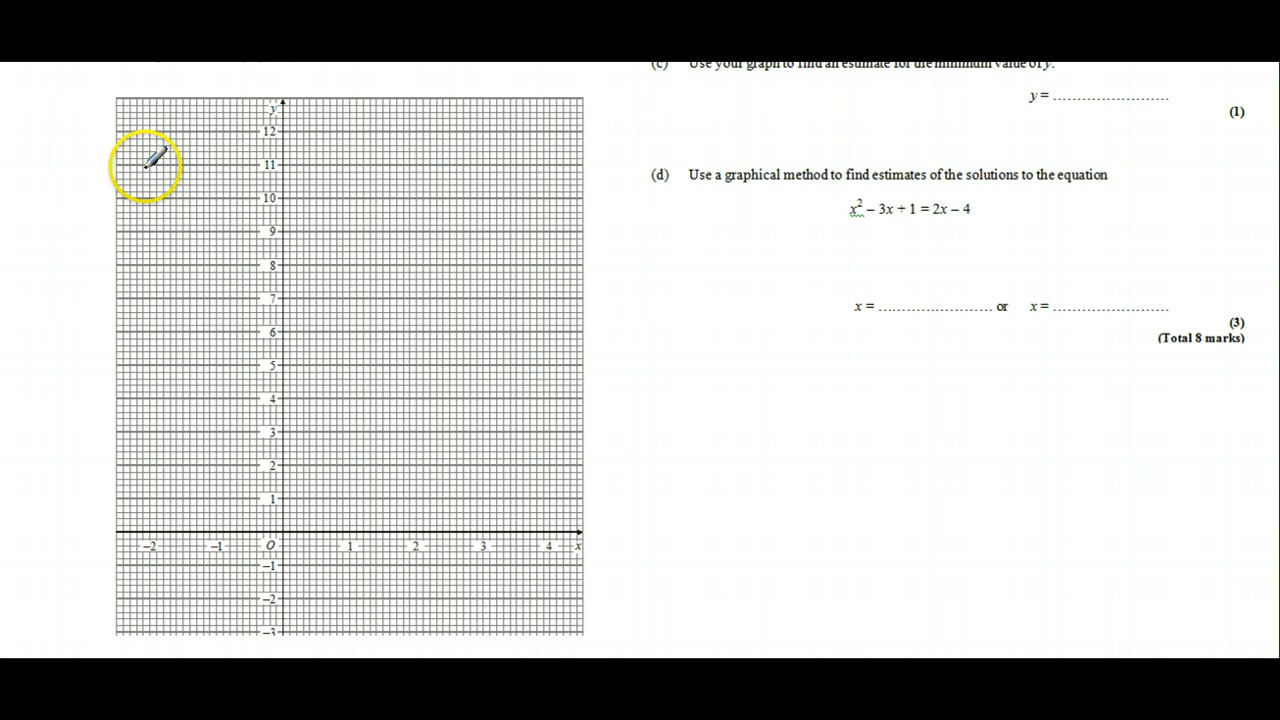 (c) Use your graph to find an estimate for the minimum value of y.
y = ........................
(1)
(d) Use a graphical method to find estimates of the solutions to the equation
x² – 3x + 1 = 2x – 4
x = ........................ or x = ........................
(3)
(Total 8 marks)
y
12
11
10
9
8
7
6
5
4
3
2
1
–2 –1 O 1 2 3 4 x
–1
–2
–3